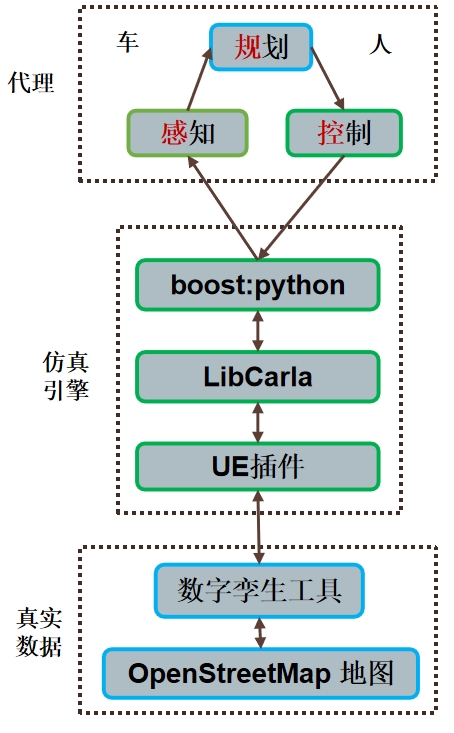 车
规划
人
代理
感知
控制
boost:python
仿真
引擎
LibCarla
UE插件
数字孪生工具
真实
数据
OpenStreetMap 地图